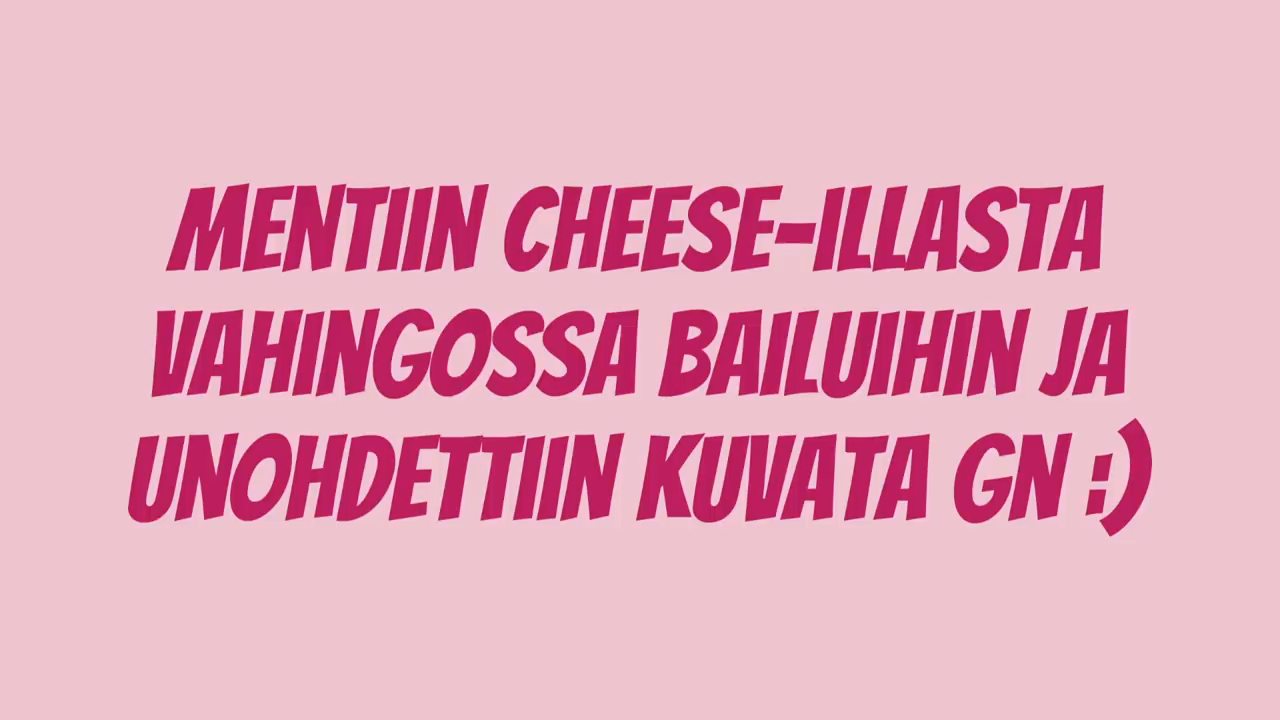 MENTIIN CHEESE-ILLASTA
VAHINGOSSA BAILUIHIN JA
UNOHDETTIIN KUVATA GN :)